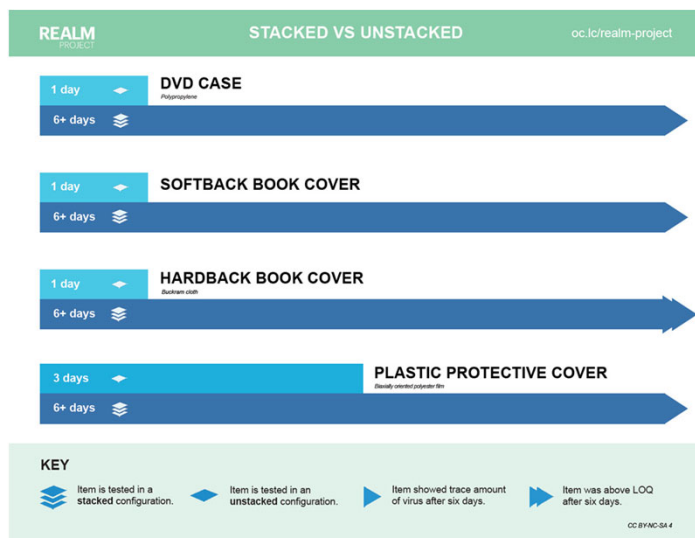 REALM
PROJECT
STACKED VS UNSTACKED
oc.lc/realm-project
1 day
DVD CASE
Polypropylene
6+ days
1 day
SOFTBACK BOOK COVER
6+ days
1 day
HARDBACK BOOK COVER
Buckram cloth
6+ days
3 days
PLASTIC PROTECTIVE COVER
Biaxially oriented polyester film
6+ days
KEY
Item is tested in a
stacked configuration.
Item is tested in an
unstacked configuration.
Item showed trace amount
of virus after six days.
Item was above LOQ
after six days.
CC BY-NC-SA 4